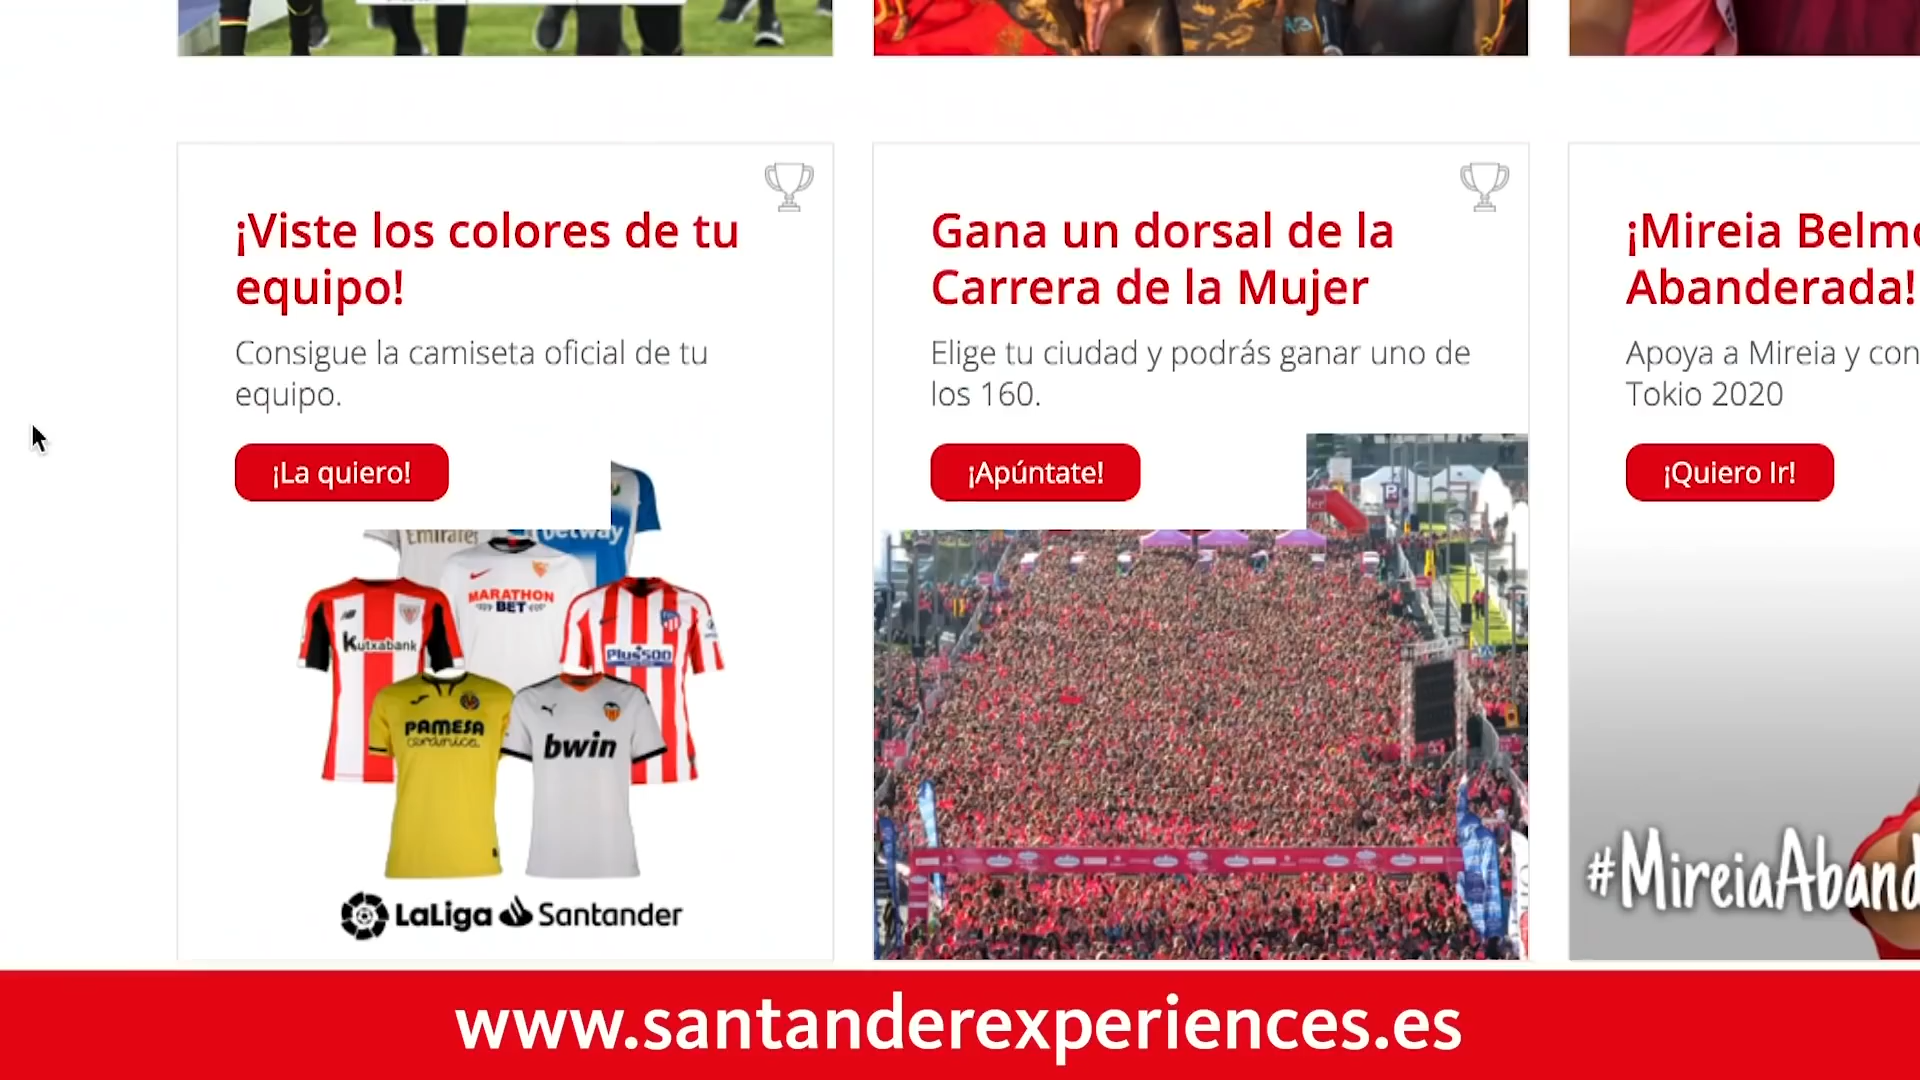 ¡Viste los colores de tu
equipo!
Consigue la camiseta oficial de tu
equipo.
¡La quiero!
Emirates
betway
MARATHON
BET
Kutxabank
Plus500
PAMESA
cerámica
bwin
LaLiga Santander
Gana un dorsal de la
Carrera de la Mujer
Elige tu ciudad y podrás ganar uno de
los 160.
¡Apúntate!
P
¡Mireia Belmo
Abanderada!
Apoya a Mireia y con
Tokio 2020
¡Quiero Ir!
#MireiaAband
www.santanderexperiences.es